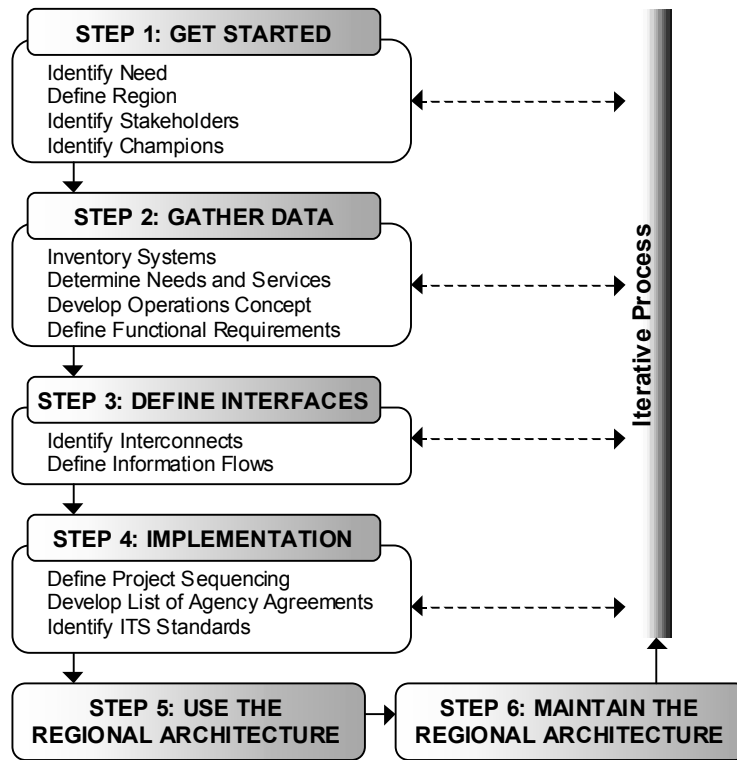 STEP 1: GET STARTED
Identify Need
Define Region
Identify Stakeholders
Identify Champions
STEP 2: GATHER DATA
Inventory Systems
Determine Needs and Services
Develop Operations Concept
Define Functional Requirements
STEP 3: DEFINE INTERFACES
Identify Interconnects
Define Information Flows
STEP 4: IMPLEMENTATION
Define Project Sequencing
Develop List of Agency Agreements
Identify ITS Standards
STEP 5: USE THE
REGIONAL ARCHITECTURE
STEP 6: MAINTAIN THE
REGIONAL ARCHITECTURE
Iterative Process